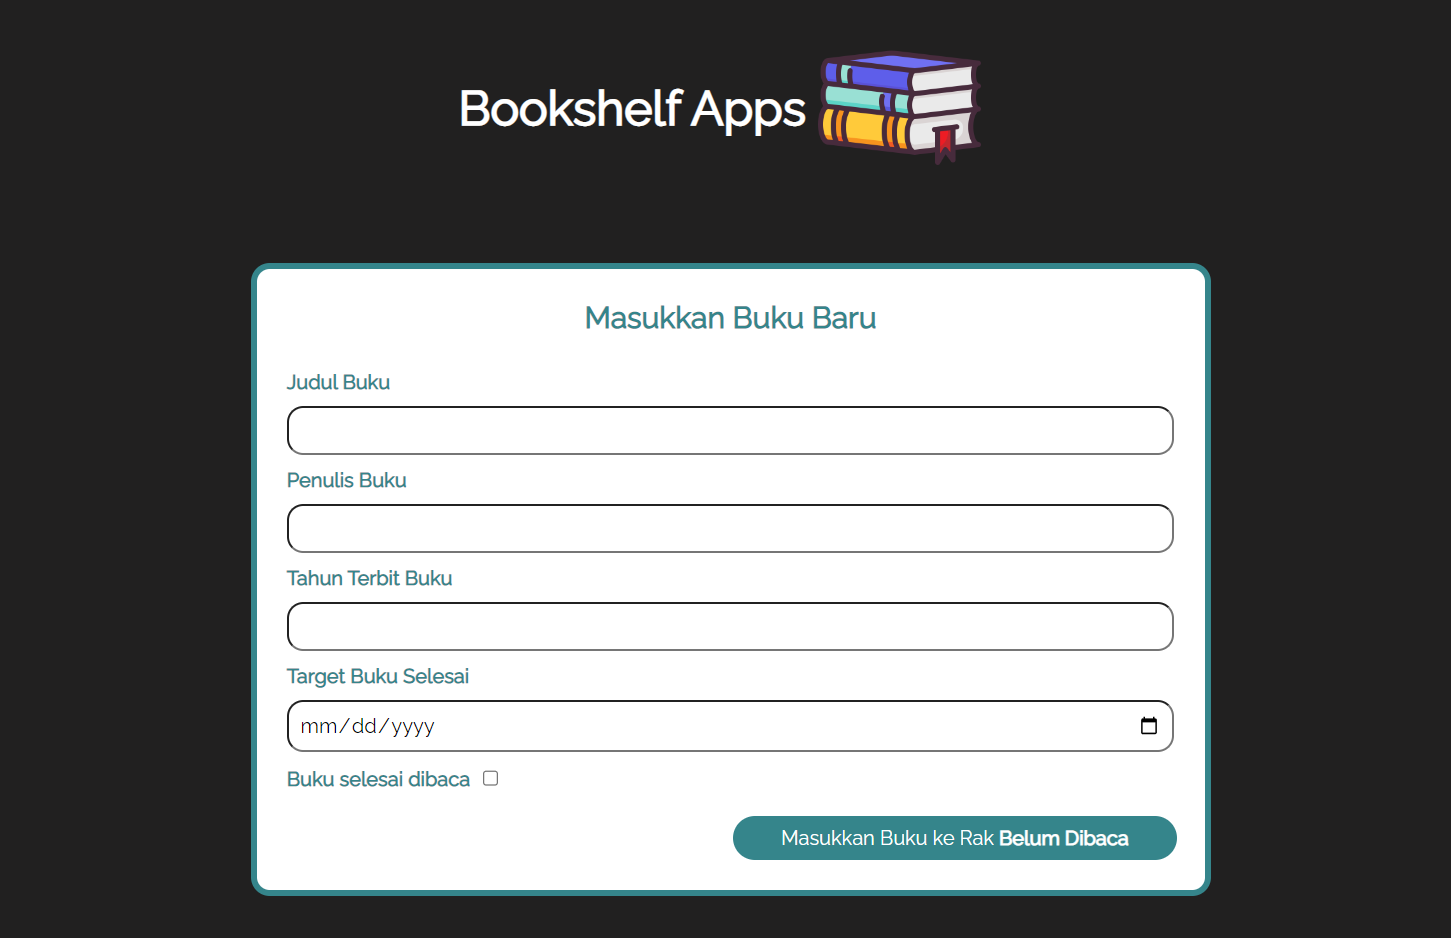 Bookshelf Apps
Masukkan Buku Baru
Judul Buku
Penulis Buku
Tahun Terbit Buku
Target Buku Selesai
mm/dd/yyyy
Buku selesai dibaca
Masukkan Buku ke Rak Belum Dibaca